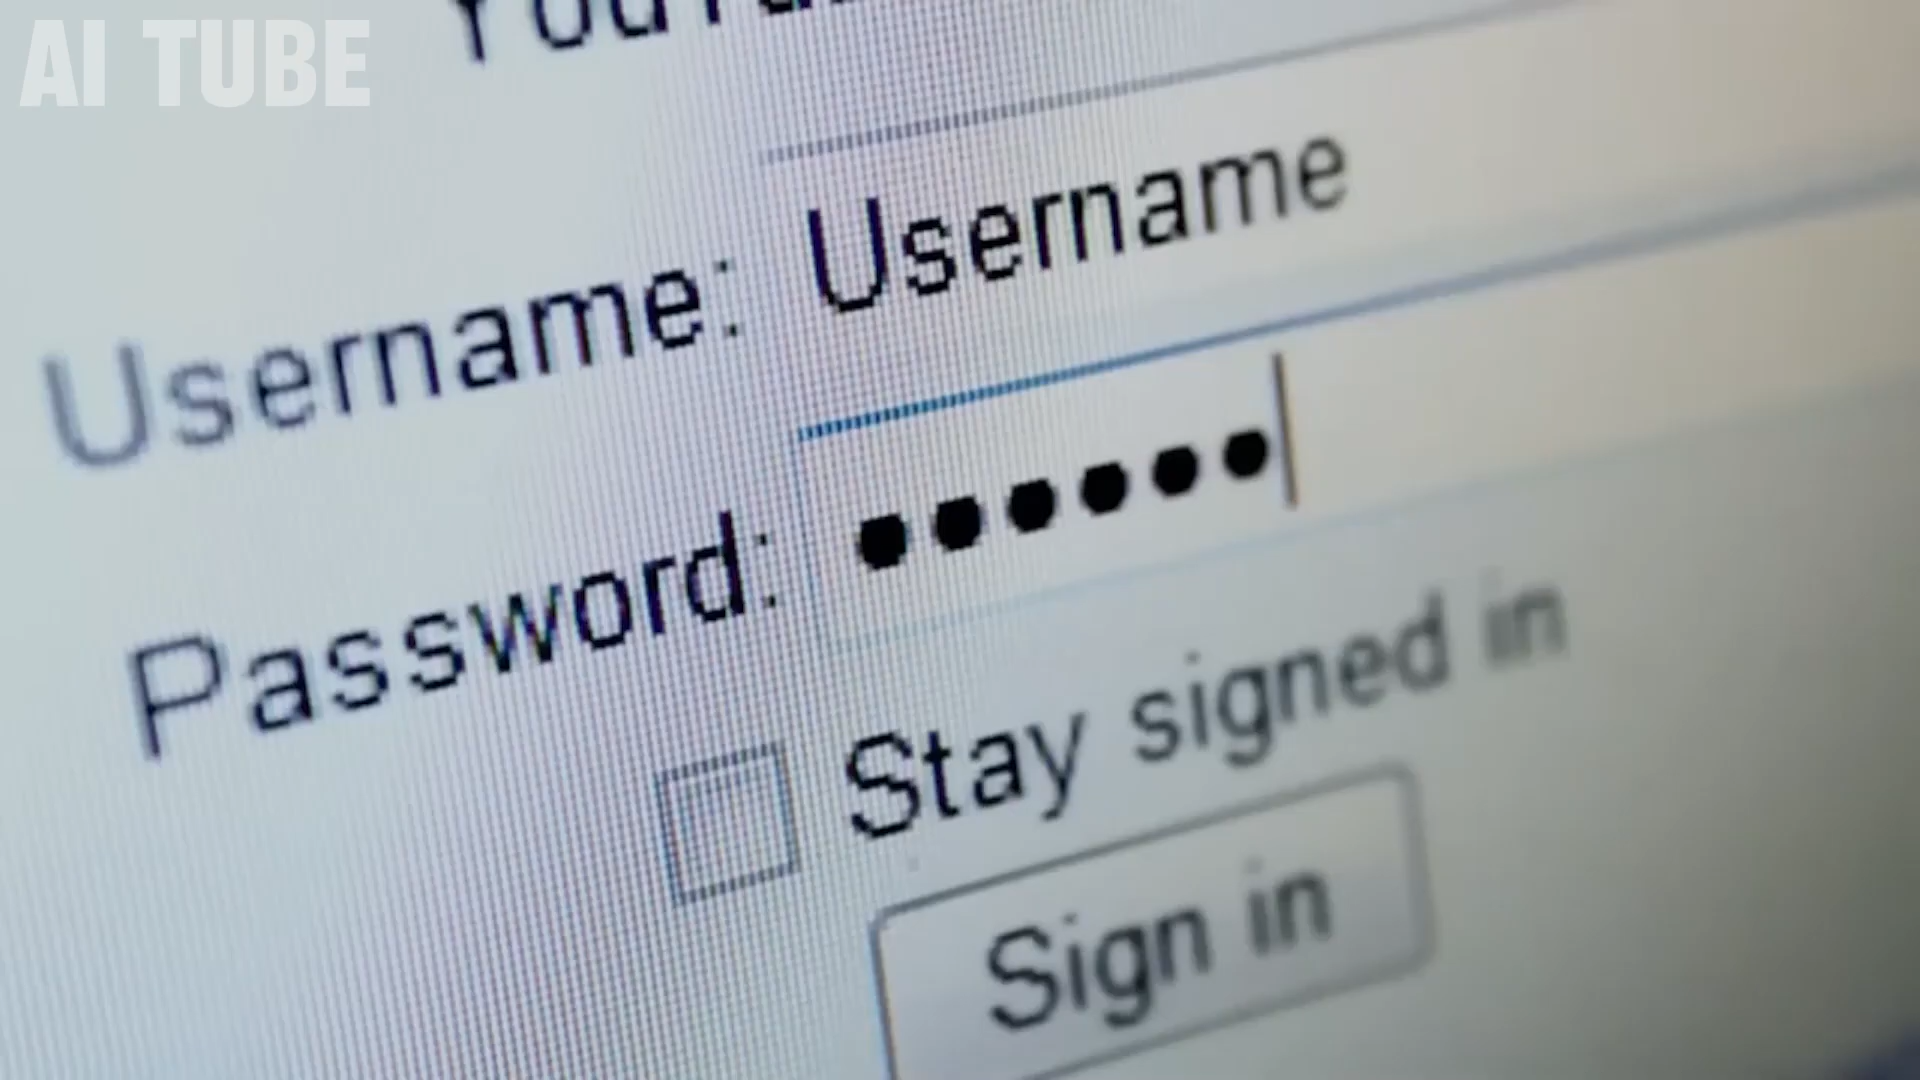 AI TUBE
Username: Username
Password: ••••••
Stay signed in
Sign in